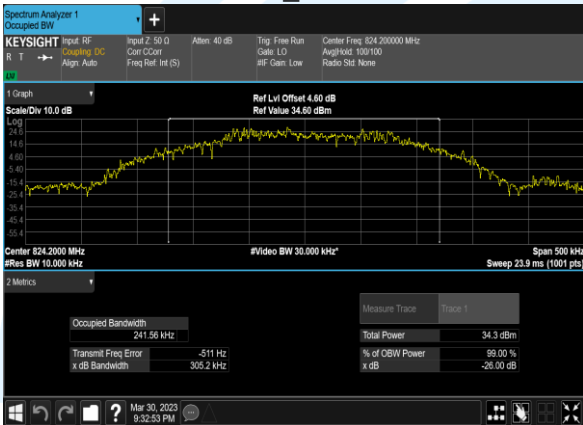 Spectrum Analyzer 1
Occupied BW
+
KEYSIGHT
R T
LU
Input: RF
Coupling: DC
Align: Auto
Input Z: 50 Ω
Corr CCorr
Freq Ref: Int (S)
Atten: 40 dB
Trig: Free Run
Gate: LO
#IF Gain: Low
Center Freq: 824.200000 MHz
Avg|Hold: 100/100
Radio Std: None
1 Graph
Scale/Div 10.0 dB
Ref Lvl Offset 4.60 dB
Ref Value 34.60 dBm
Log
24.6
14.6
4.60
-5.40
-15.4
-25.4
-35.4
-45.4
-55.4
Center 824.2000 MHz
#Video BW 30.000 kHz*
Span 500 kHz
#Res BW 10.000 kHz
Sweep 23.9 ms (1001 pts)
2 Metrics
Measure Trace
Trace 1
Occupied Bandwidth
241.56 kHz
Total Power 34.3 dBm
Transmit Freq Error -511 Hz
% of OBW Power 99.00 %
x dB Bandwidth 305.2 kHz
x dB -26.00 dB
?
Mar 30, 2023
9:32:53 PM